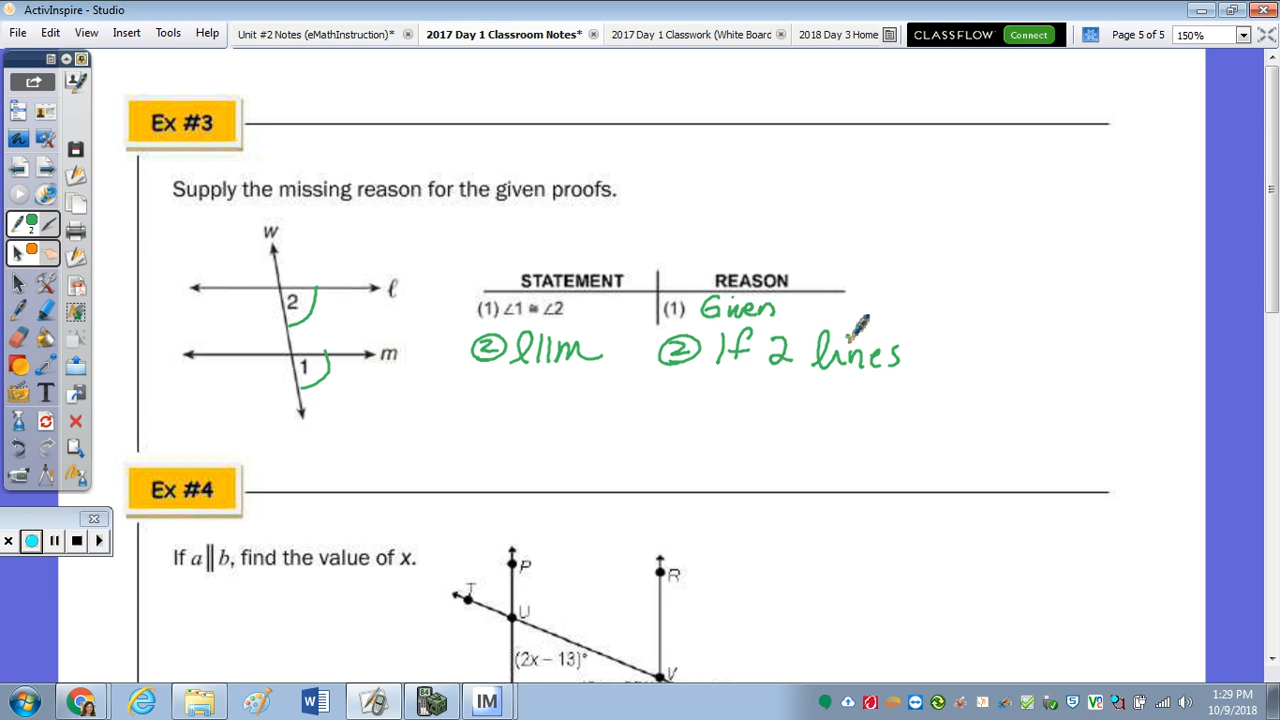 ActivInspire - Studio
File Edit View Insert Tools Help
Unit #2 Notes (eMathInstruction)*
2017 Day 1 Classroom Notes*
2017 Day 1 Classwork (White Board
2018 Day 3 Home
CLASSFLOW Connect
Page 5 of 5
150%
Ex #3
Supply the missing reason for the given proofs.
w
2
ℓ
m
1
STATEMENT REASON
(1) ∠1 ≅ ∠2 (1) Given
② l||m ② If 2 lines
Ex #4
If a∥b, find the value of x.
P
R
T
U
(2x – 13)°
V
IM
1:29 PM
10/9/2018